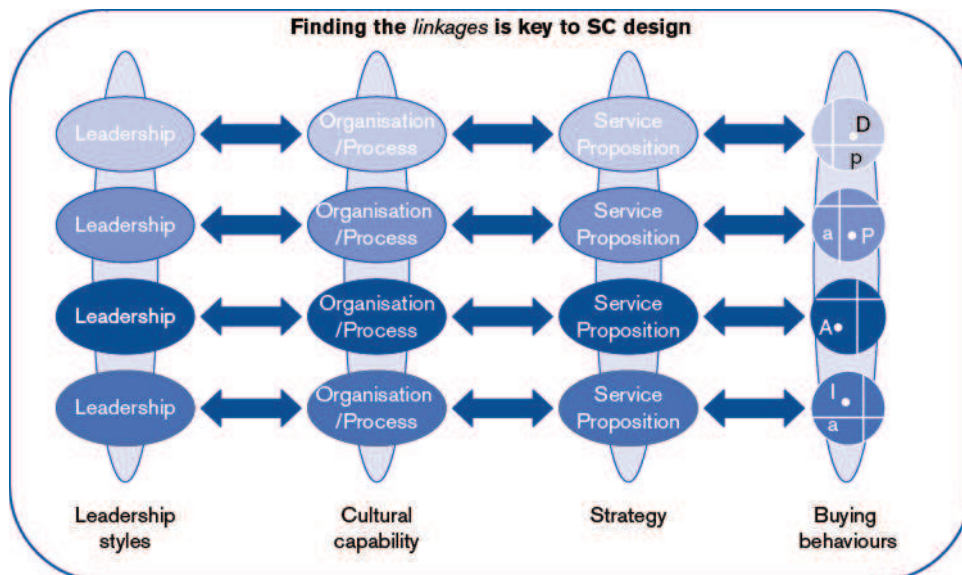 Finding the linkages is key to SC design
Leadership
Organisation
/Process
Service
Proposition
D
p
Leadership
Organisation
/Process
Service
Proposition
a
P
Leadership
Organisation
/Process
Service
Proposition
A
Leadership
Organisation
/Process
Service
Proposition
I
a
Leadership
styles
Cultural
capability
Strategy
Buying
behaviours